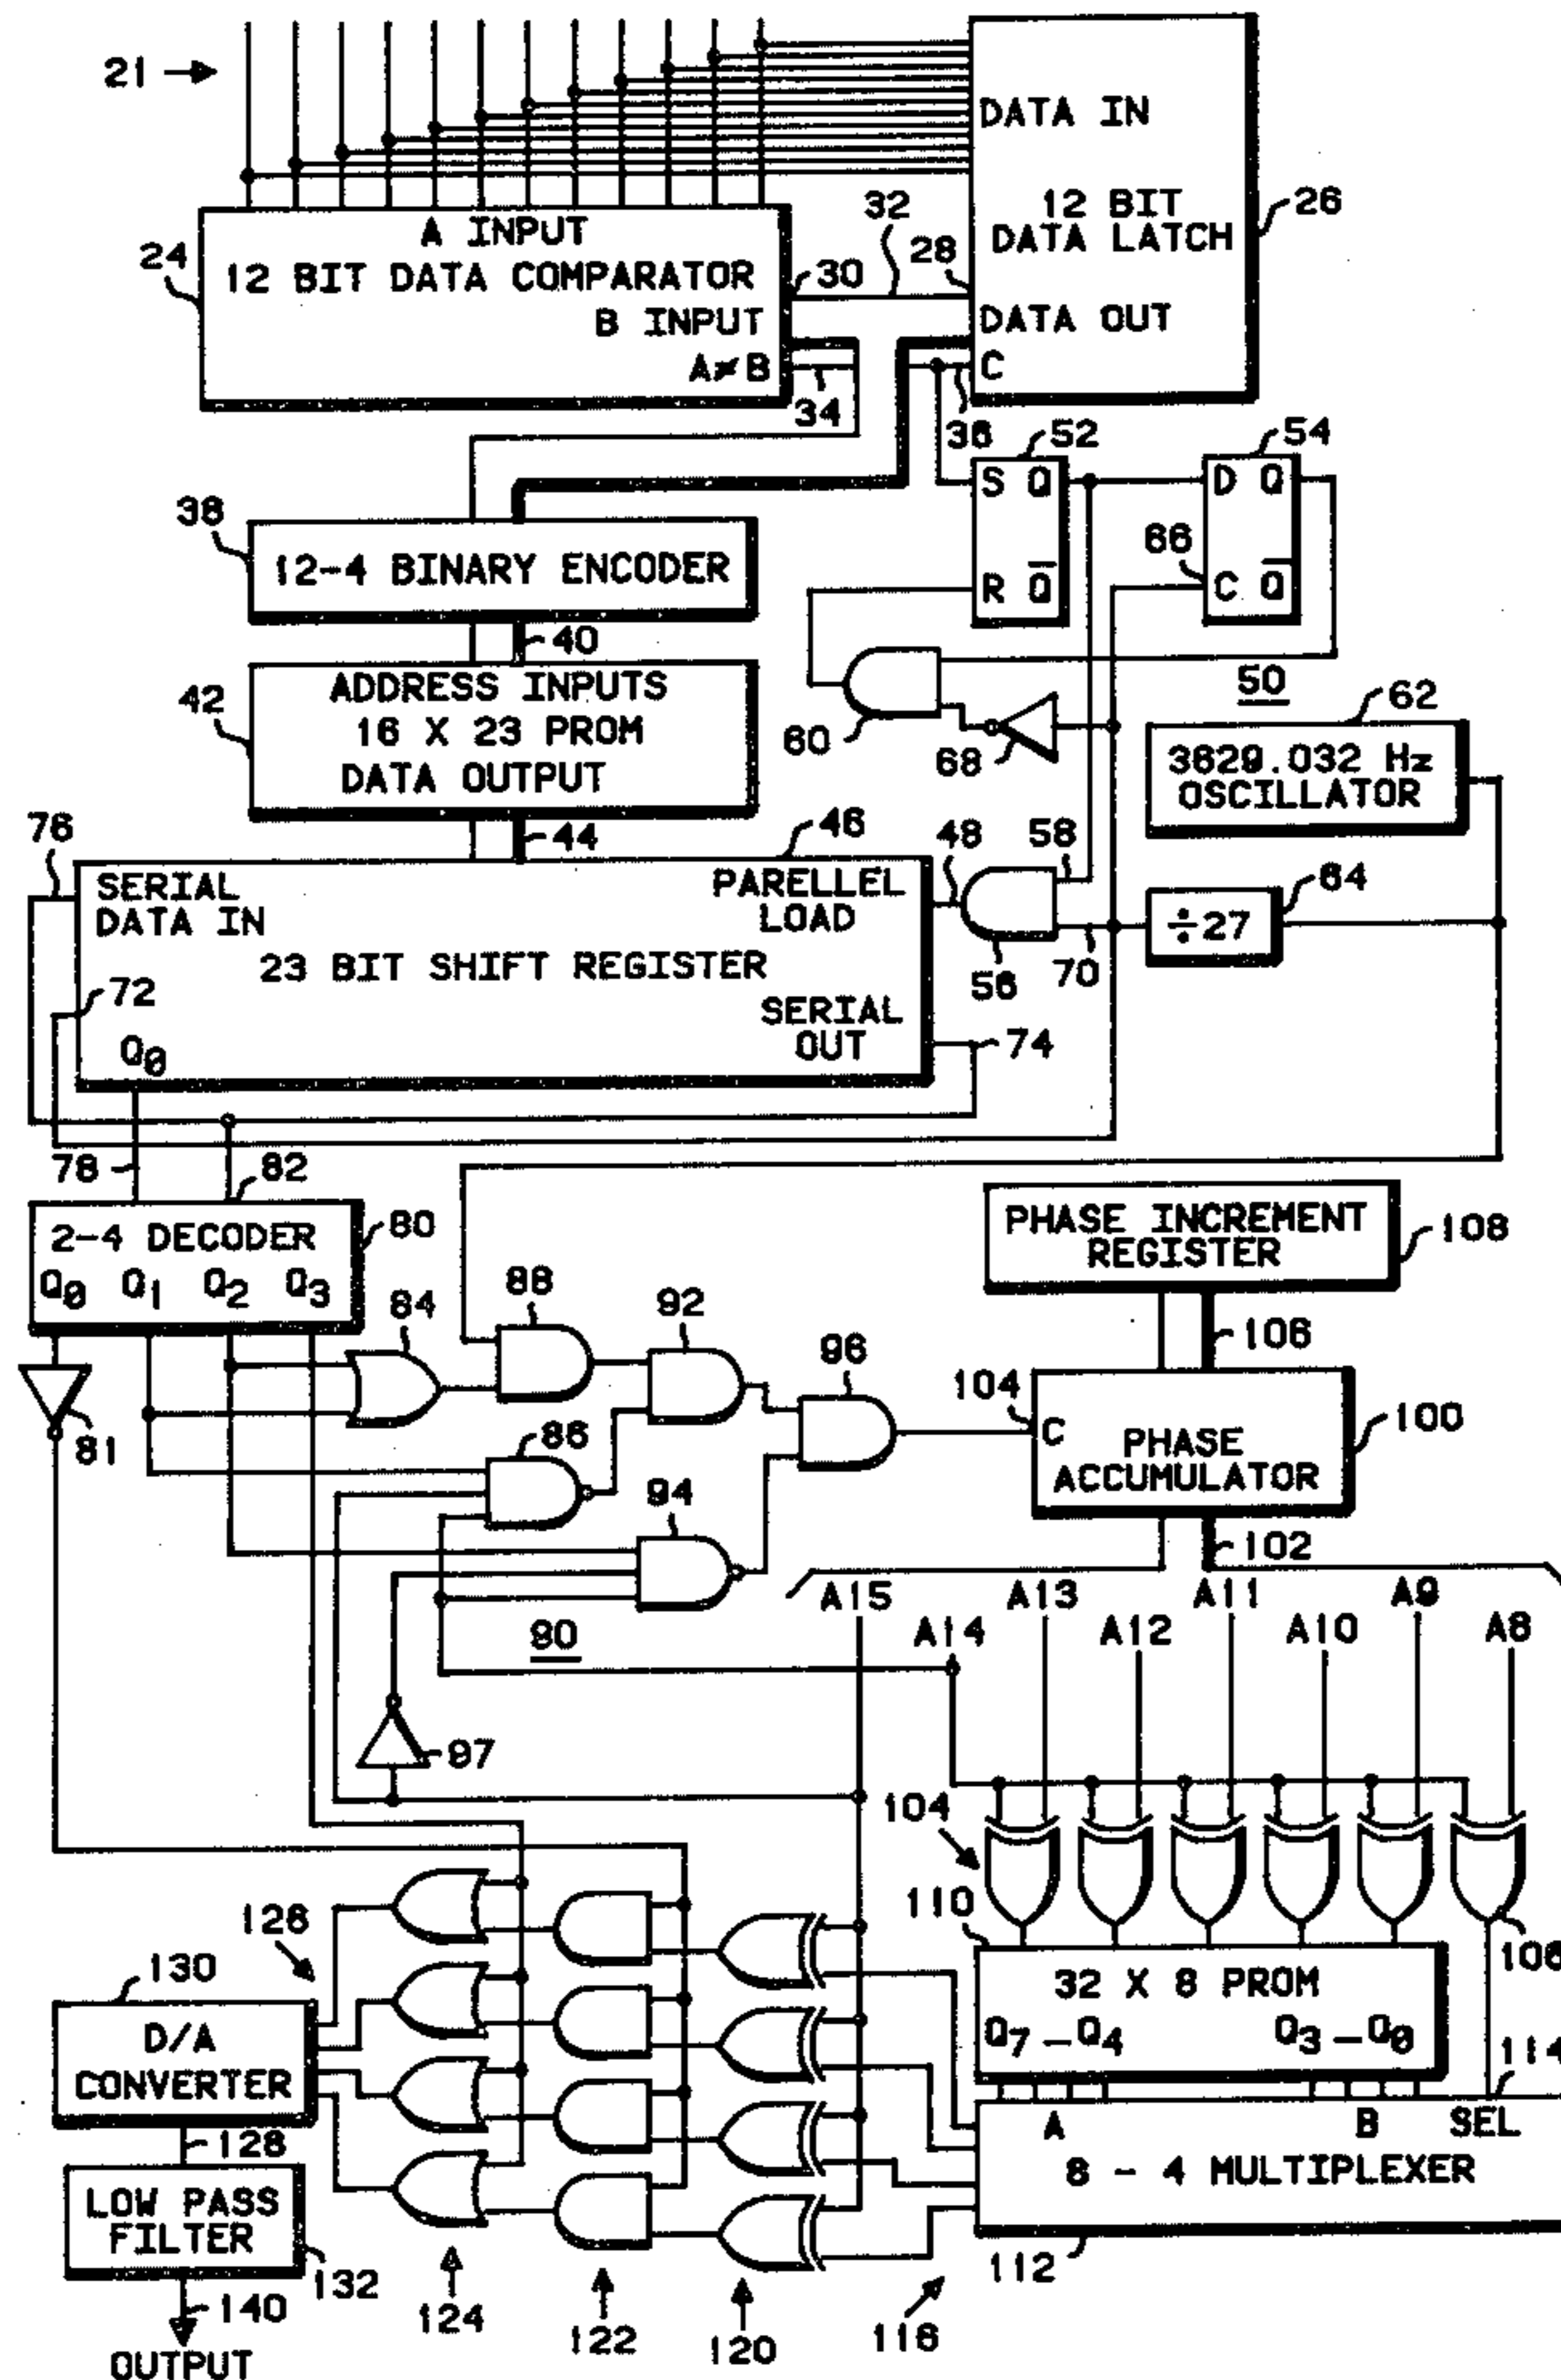 21
DATA IN
A INPUT
32
12 BIT
26
24
12 BIT DATA COMPARATOR
30
28
DATA LATCH
B INPUT
DATA OUT
A≠B
C
34
36
52
54
S Q
D Q
38
66
12-4 BINARY ENCODER
R Q̅
C Q̅
40
ADDRESS INPUTS
50
62
42
16 X 23 PROM
60
68
3629.032 Hz
DATA OUTPUT
OSCILLATOR
76
44
46
48
58
64
SERIAL
DATA IN
PARELLEL
LOAD
÷27
23 BIT SHIFT REGISTER
56
70
72
SERIAL
OUT
74
Q0
78
82
2-4 DECODER
80
PHASE INCREMENT
REGISTER
108
Q0 Q1 Q2 Q3
84
88
92
96
106
104
81
86
C
PHASE
ACCUMULATOR
100
94
102
A15
A13
A11
A9
90
A14
A12
A10
A8
97
104
110
106
126
130
32 X 8 PROM
D/A
CONVERTER
Q7 – Q4
Q3 – Q0
114
A
B
SEL
128
8 - 4 MULTIPLEXER
LOW PASS
FILTER
132
124
122
120
116
112
140
OUTPUT